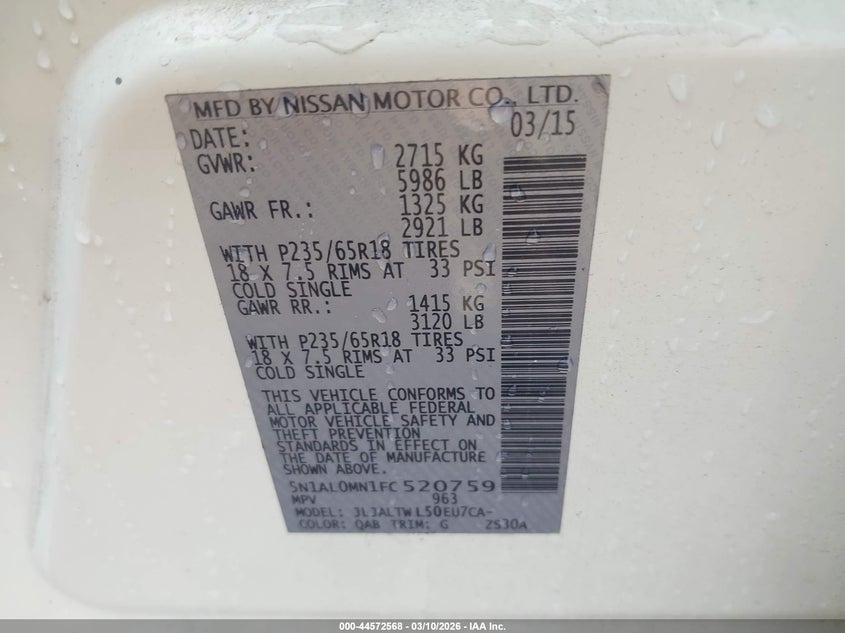 MFD BY NISSAN MOTOR CO., LTD.
DATE: 03/15
GVWR: 2715 KG
5986 LB
GAWR FR.: 1325 KG
2921 LB
WITH P235/65R18 TIRES
18 X 7.5 RIMS AT 33 PSI
COLD SINGLE
GAWR RR.: 1415 KG
3120 LB
WITH P235/65R18 TIRES
18 X 7.5 RIMS AT 33 PSI
COLD SINGLE
THIS VEHICLE CONFORMS TO
ALL APPLICABLE FEDERAL
MOTOR VEHICLE SAFETY AND
THEFT PREVENTION
STANDARDS IN EFFECT ON
THE DATE OF MANUFACTURE
SHOWN ABOVE.
5N1AL0MN1FC 520759
MPV 963
MODEL: JLJALTWL50EU7CA-
COLOR: QAB TRIM: G ZS30A
000-44572568 - 03/10/2026 - IAA Inc.